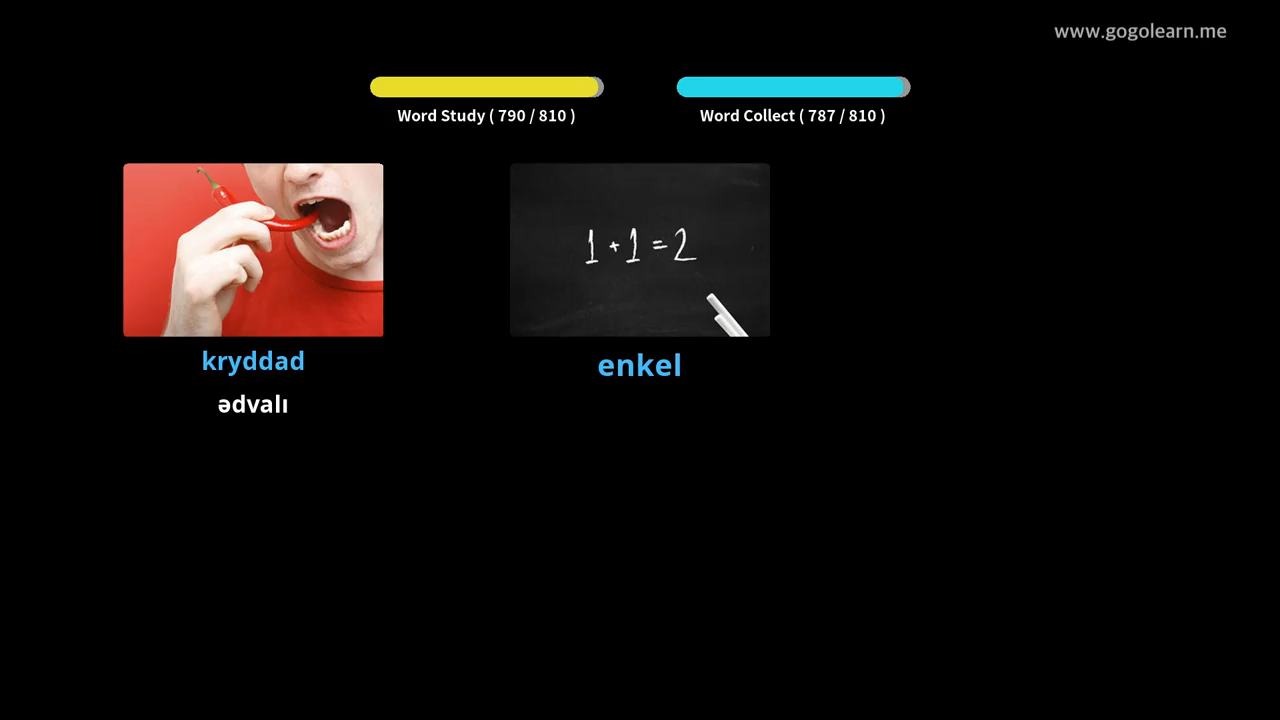 www.gogolearn.me
Word Study ( 790 / 810 )
Word Collect ( 787 / 810 )
1 + 1 = 2
kryddad
enkel
ədvalı